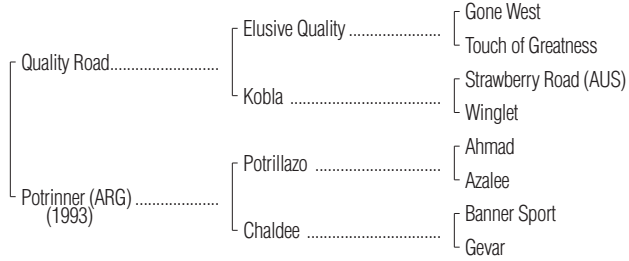 Gone West
Elusive Quality ....................
Touch of Greatness
Quality Road........................
Strawberry Road (AUS)
Kobla ..................................
Winglet
Ahmad
Potrillazo ............................
Azalee
Potrinner (ARG) ...................
(1993)
Banner Sport
Chaldee ..............................
Gevar